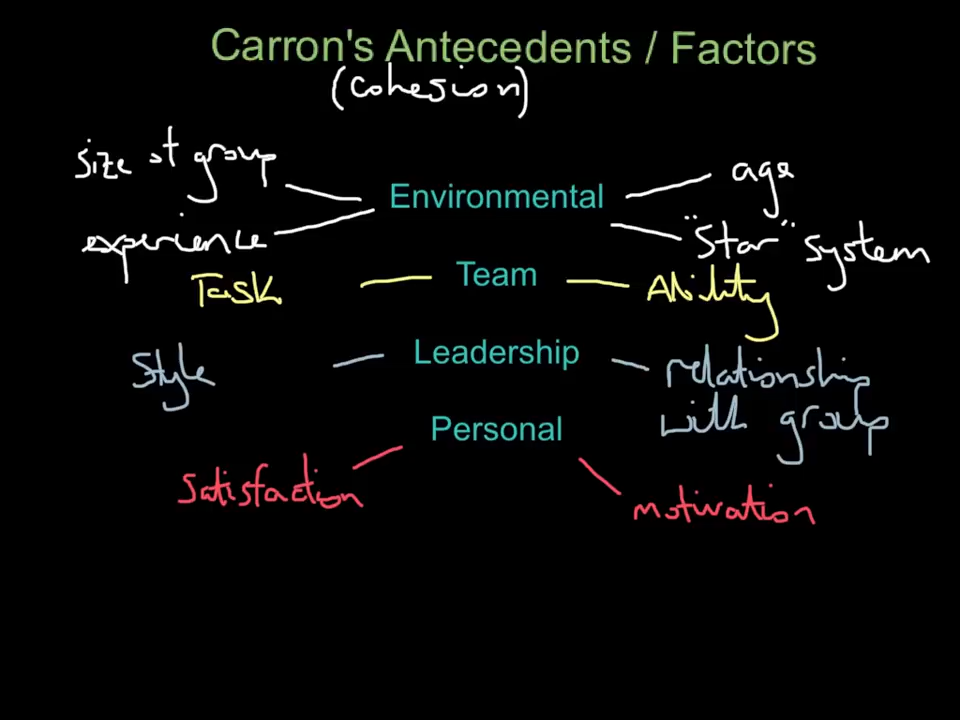 Carron's Antecedents / Factors
(cohesion)
size of group
age
Environmental
experience
"Star" system
Task
Team
Ability
Style
Leadership
relationship
with group
Personal
satisfaction
motivation